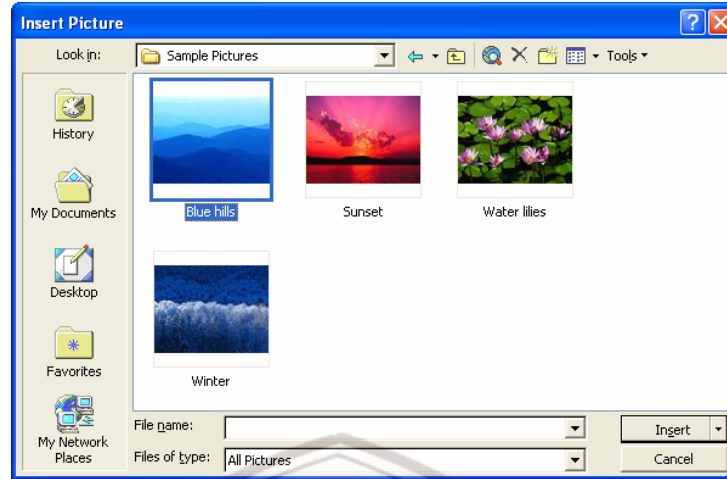 Insert Picture
Look in:
Sample Pictures
Tools
History
My Documents
Desktop
Favorites
My Network
Places
Blue hills
Sunset
Water lilies
Winter
File name:
Insert
Files of type:
All Pictures
Cancel